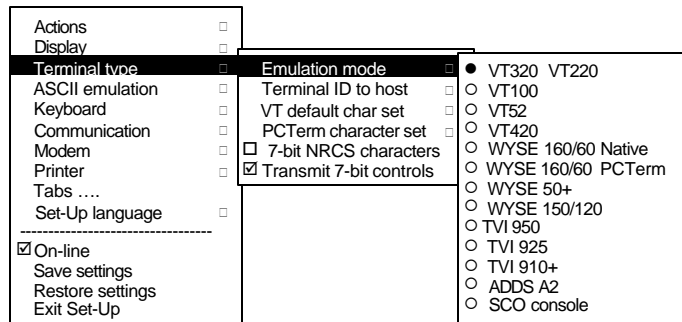 Actions
Display
Terminal type
ASCII emulation
Keyboard
Communication
Modem
Printer
Tabs ....
Set-Up language
----------------------------------
On-line
Save settings
Restore settings
Exit Set-Up
Emulation mode
Terminal ID to host
VT default char set
PCTerm character set
7-bit NRCS characters
Transmit 7-bit controls
VT320 VT220
VT100
VT52
VT420
WYSE 160/60 Native
WYSE 160/60 PCTerm
WYSE 50+
WYSE 150/120
TVI 950
TVI 925
TVI 910+
ADDS A2
SCO console